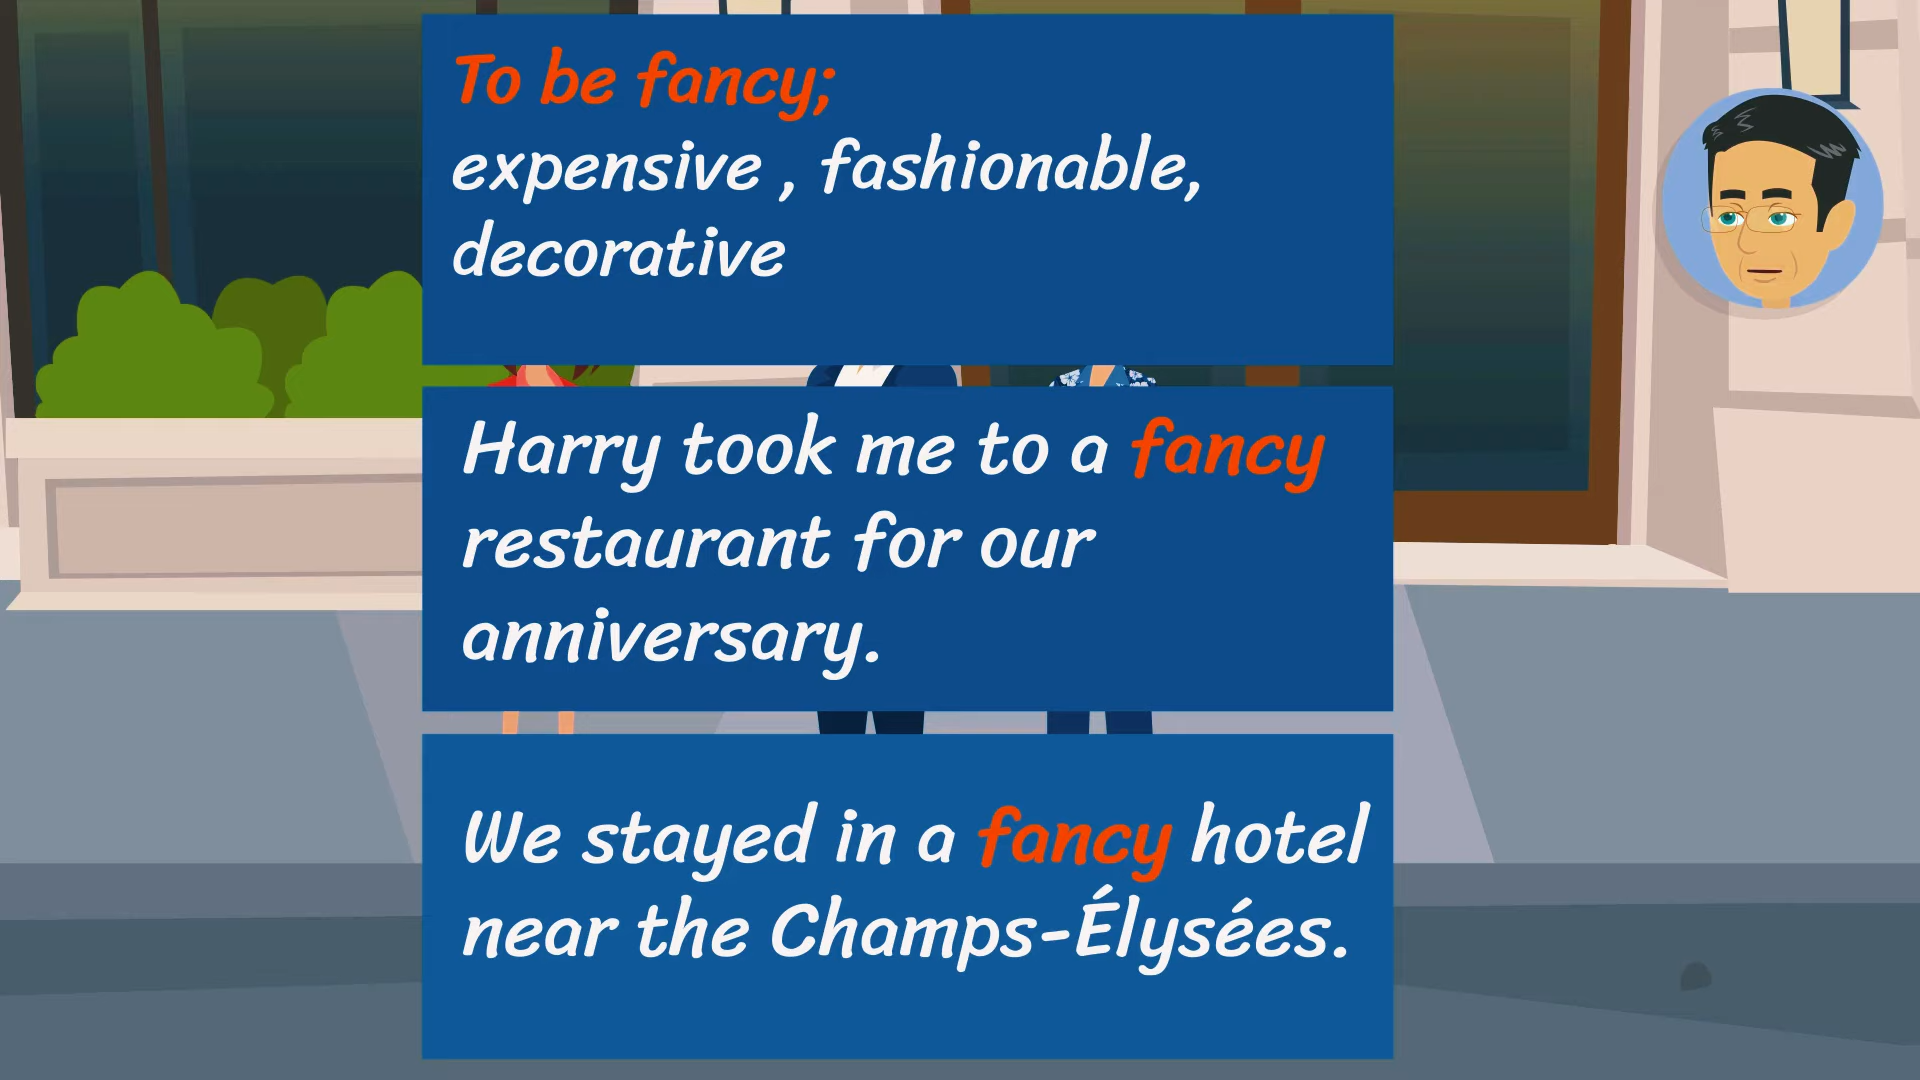 To be fancy;
expensive , fashionable,
decorative
Harry took me to a fancy
restaurant for our
anniversary.
We stayed in a fancy hotel
near the Champs-Élysées.